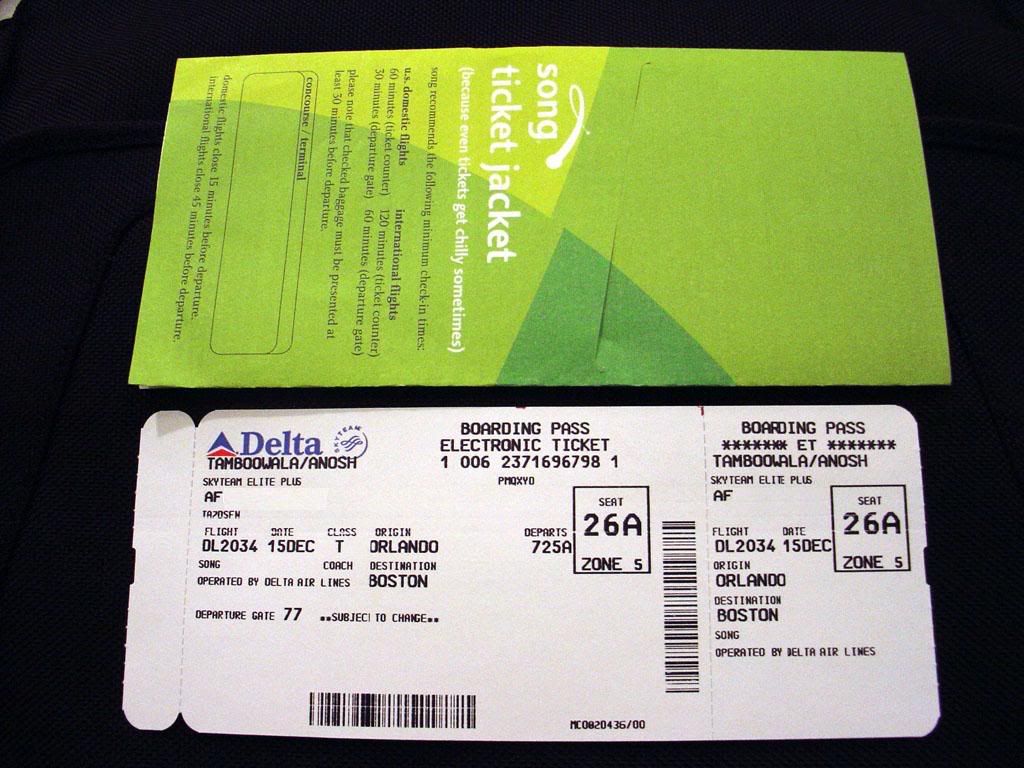 song
ticket jacket
(because even tickets get chilly sometimes)
song recommends the following minimum check-in times:
u.s. domestic flights international flights
60 minutes (ticket counter) 120 minutes (ticket counter)
30 minutes (departure gate) 60 minutes (departure gate)
please note that checked baggage must be presented at
least 30 minutes before departure.
concourse / terminal
domestic flights close 15 minutes before departure.
international flights close 45 minutes before departure.
Delta SKYTEAM
TAMBOOWALA/ANOSH
SKYTEAM ELITE PLUS
AF
TA7DSFN
BOARDING PASS
ELECTRONIC TICKET
1 006 2371696798 1
PMQXYD
FLIGHT DATE CLASS ORIGIN DEPARTS
DL2034 15DEC T ORLANDO 725A
SONG COACH DESTINATION
OPERATED BY DELTA AIR LINES BOSTON
SEAT
26A
ZONE 5
DEPARTURE GATE 77 **SUBJECT TO CHANGE**
MC0820436/00
BOARDING PASS
******* ET *******
TAMBOOWALA/ANOSH
SKYTEAM ELITE PLUS
AF
FLIGHT DATE
DL2034 15DEC
SEAT
26A
ZONE 5
ORIGIN
ORLANDO
DESTINATION
BOSTON
SONG
OPERATED BY DELTA AIR LINES